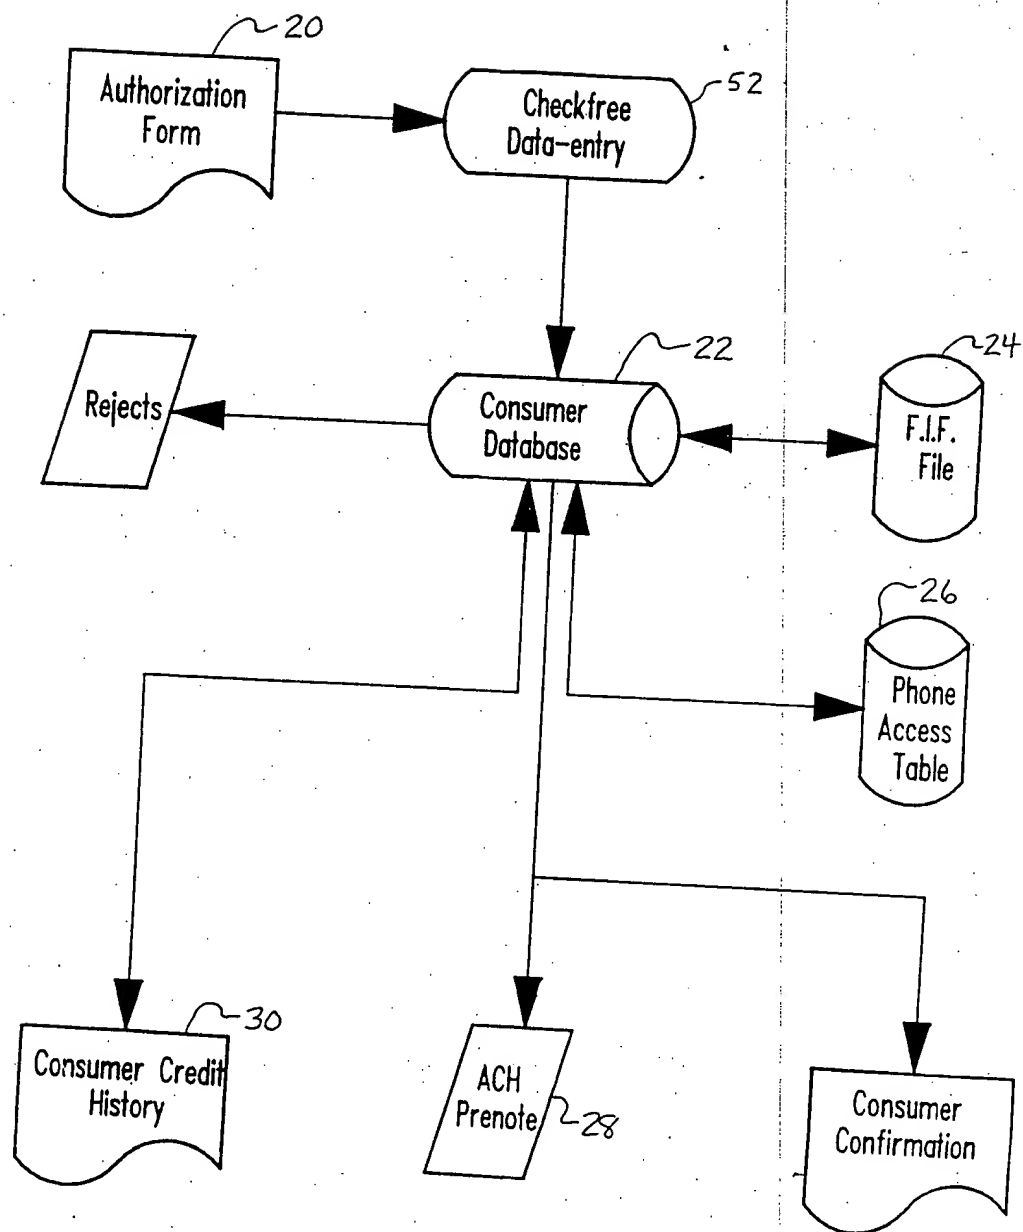 20
Authorization
Form
52
Checkfree
Data-entry
22
24
Rejects
Consumer
Database
F.I.F.
File
26
Phone
Access
Table
30
Consumer Credit
History
ACH
Prenote
28
Consumer
Confirmation